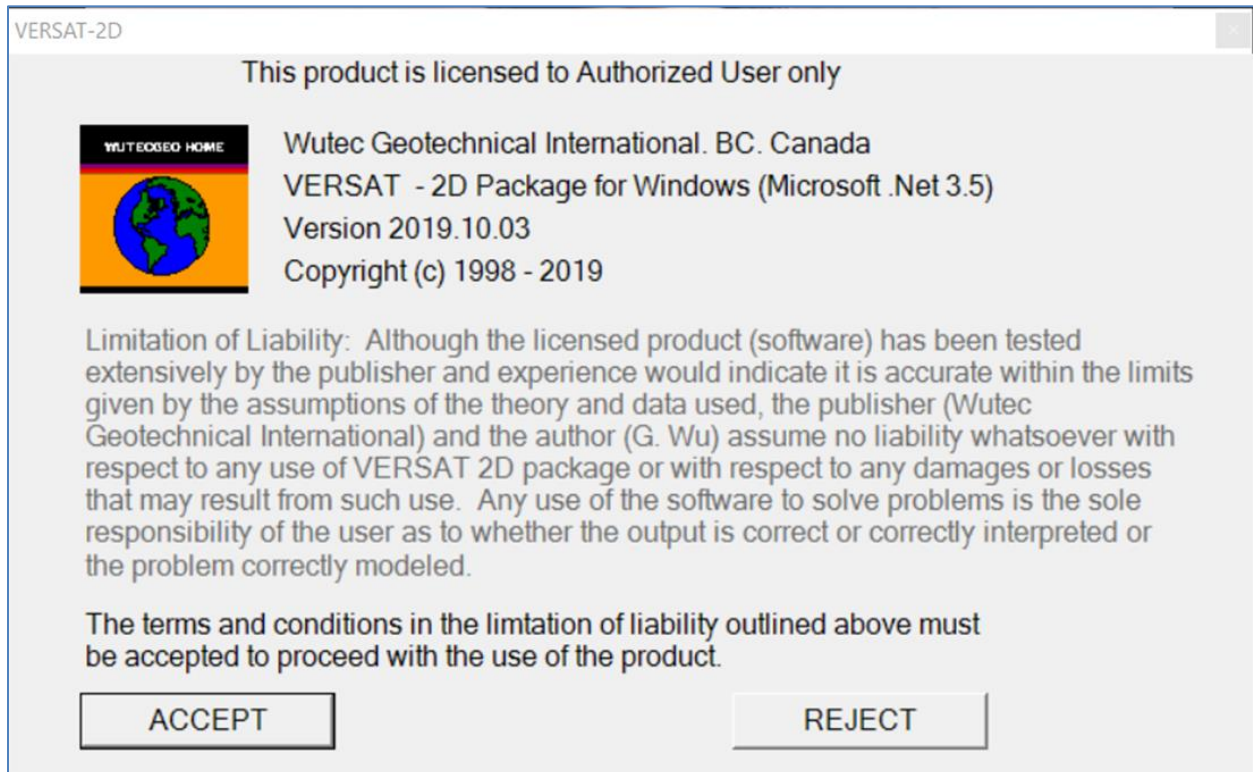 VERSAT-2D
This product is licensed to Authorized User only
WUTECGEO HOME
Wutec Geotechnical International. BC. Canada
VERSAT - 2D Package for Windows (Microsoft .Net 3.5)
Version 2019.10.03
Copyright (c) 1998 - 2019
Limitation of Liability: Although the licensed product (software) has been tested
extensively by the publisher and experience would indicate it is accurate within the limits
given by the assumptions of the theory and data used, the publisher (Wutec
Geotechnical International) and the author (G. Wu) assume no liability whatsoever with
respect to any use of VERSAT 2D package or with respect to any damages or losses
that may result from such use. Any use of the software to solve problems is the sole
responsibility of the user as to whether the output is correct or correctly interpreted or
the problem correctly modeled.
The terms and conditions in the limtation of liability outlined above must
be accepted to proceed with the use of the product.
ACCEPT
REJECT